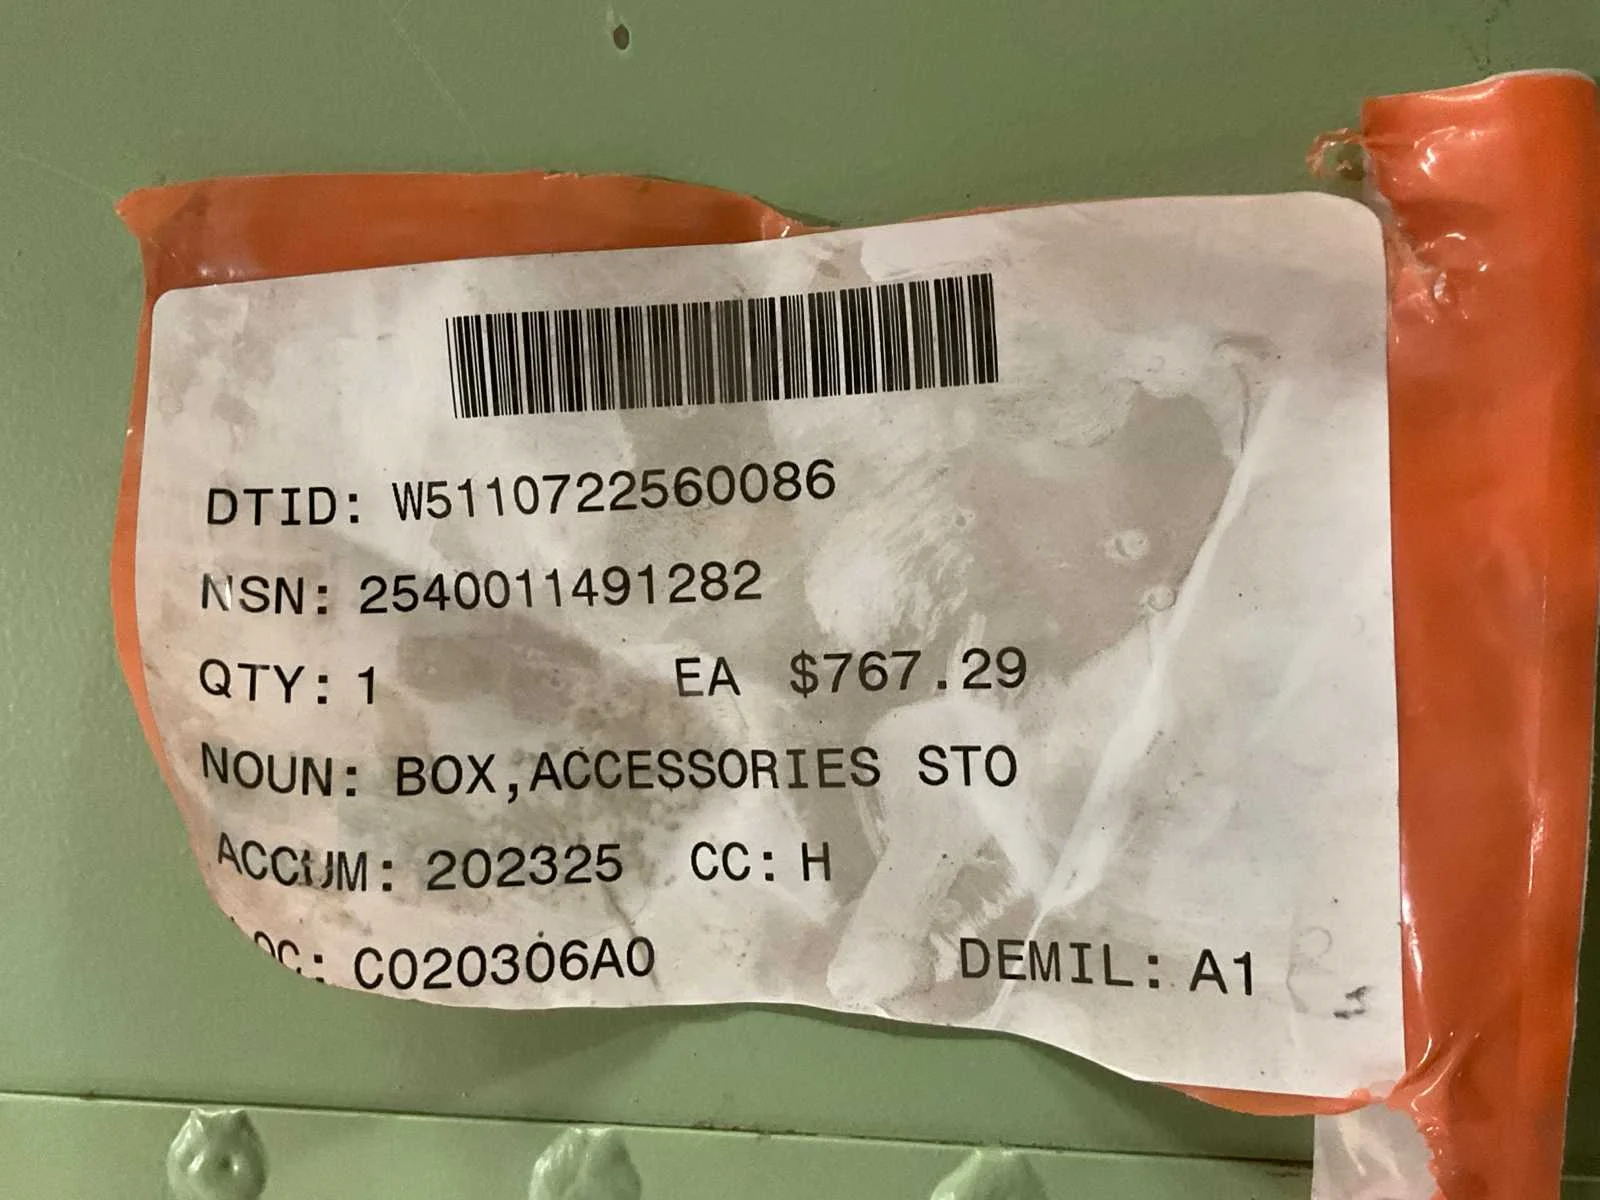 DTID: W5110722560086
NSN: 2540011491282
QTY: 1 EA $767.29
NOUN: BOX,ACCESSORIES STO
ACCUM: 202325 CC: H
OC: C020306A0 DEMIL: A1